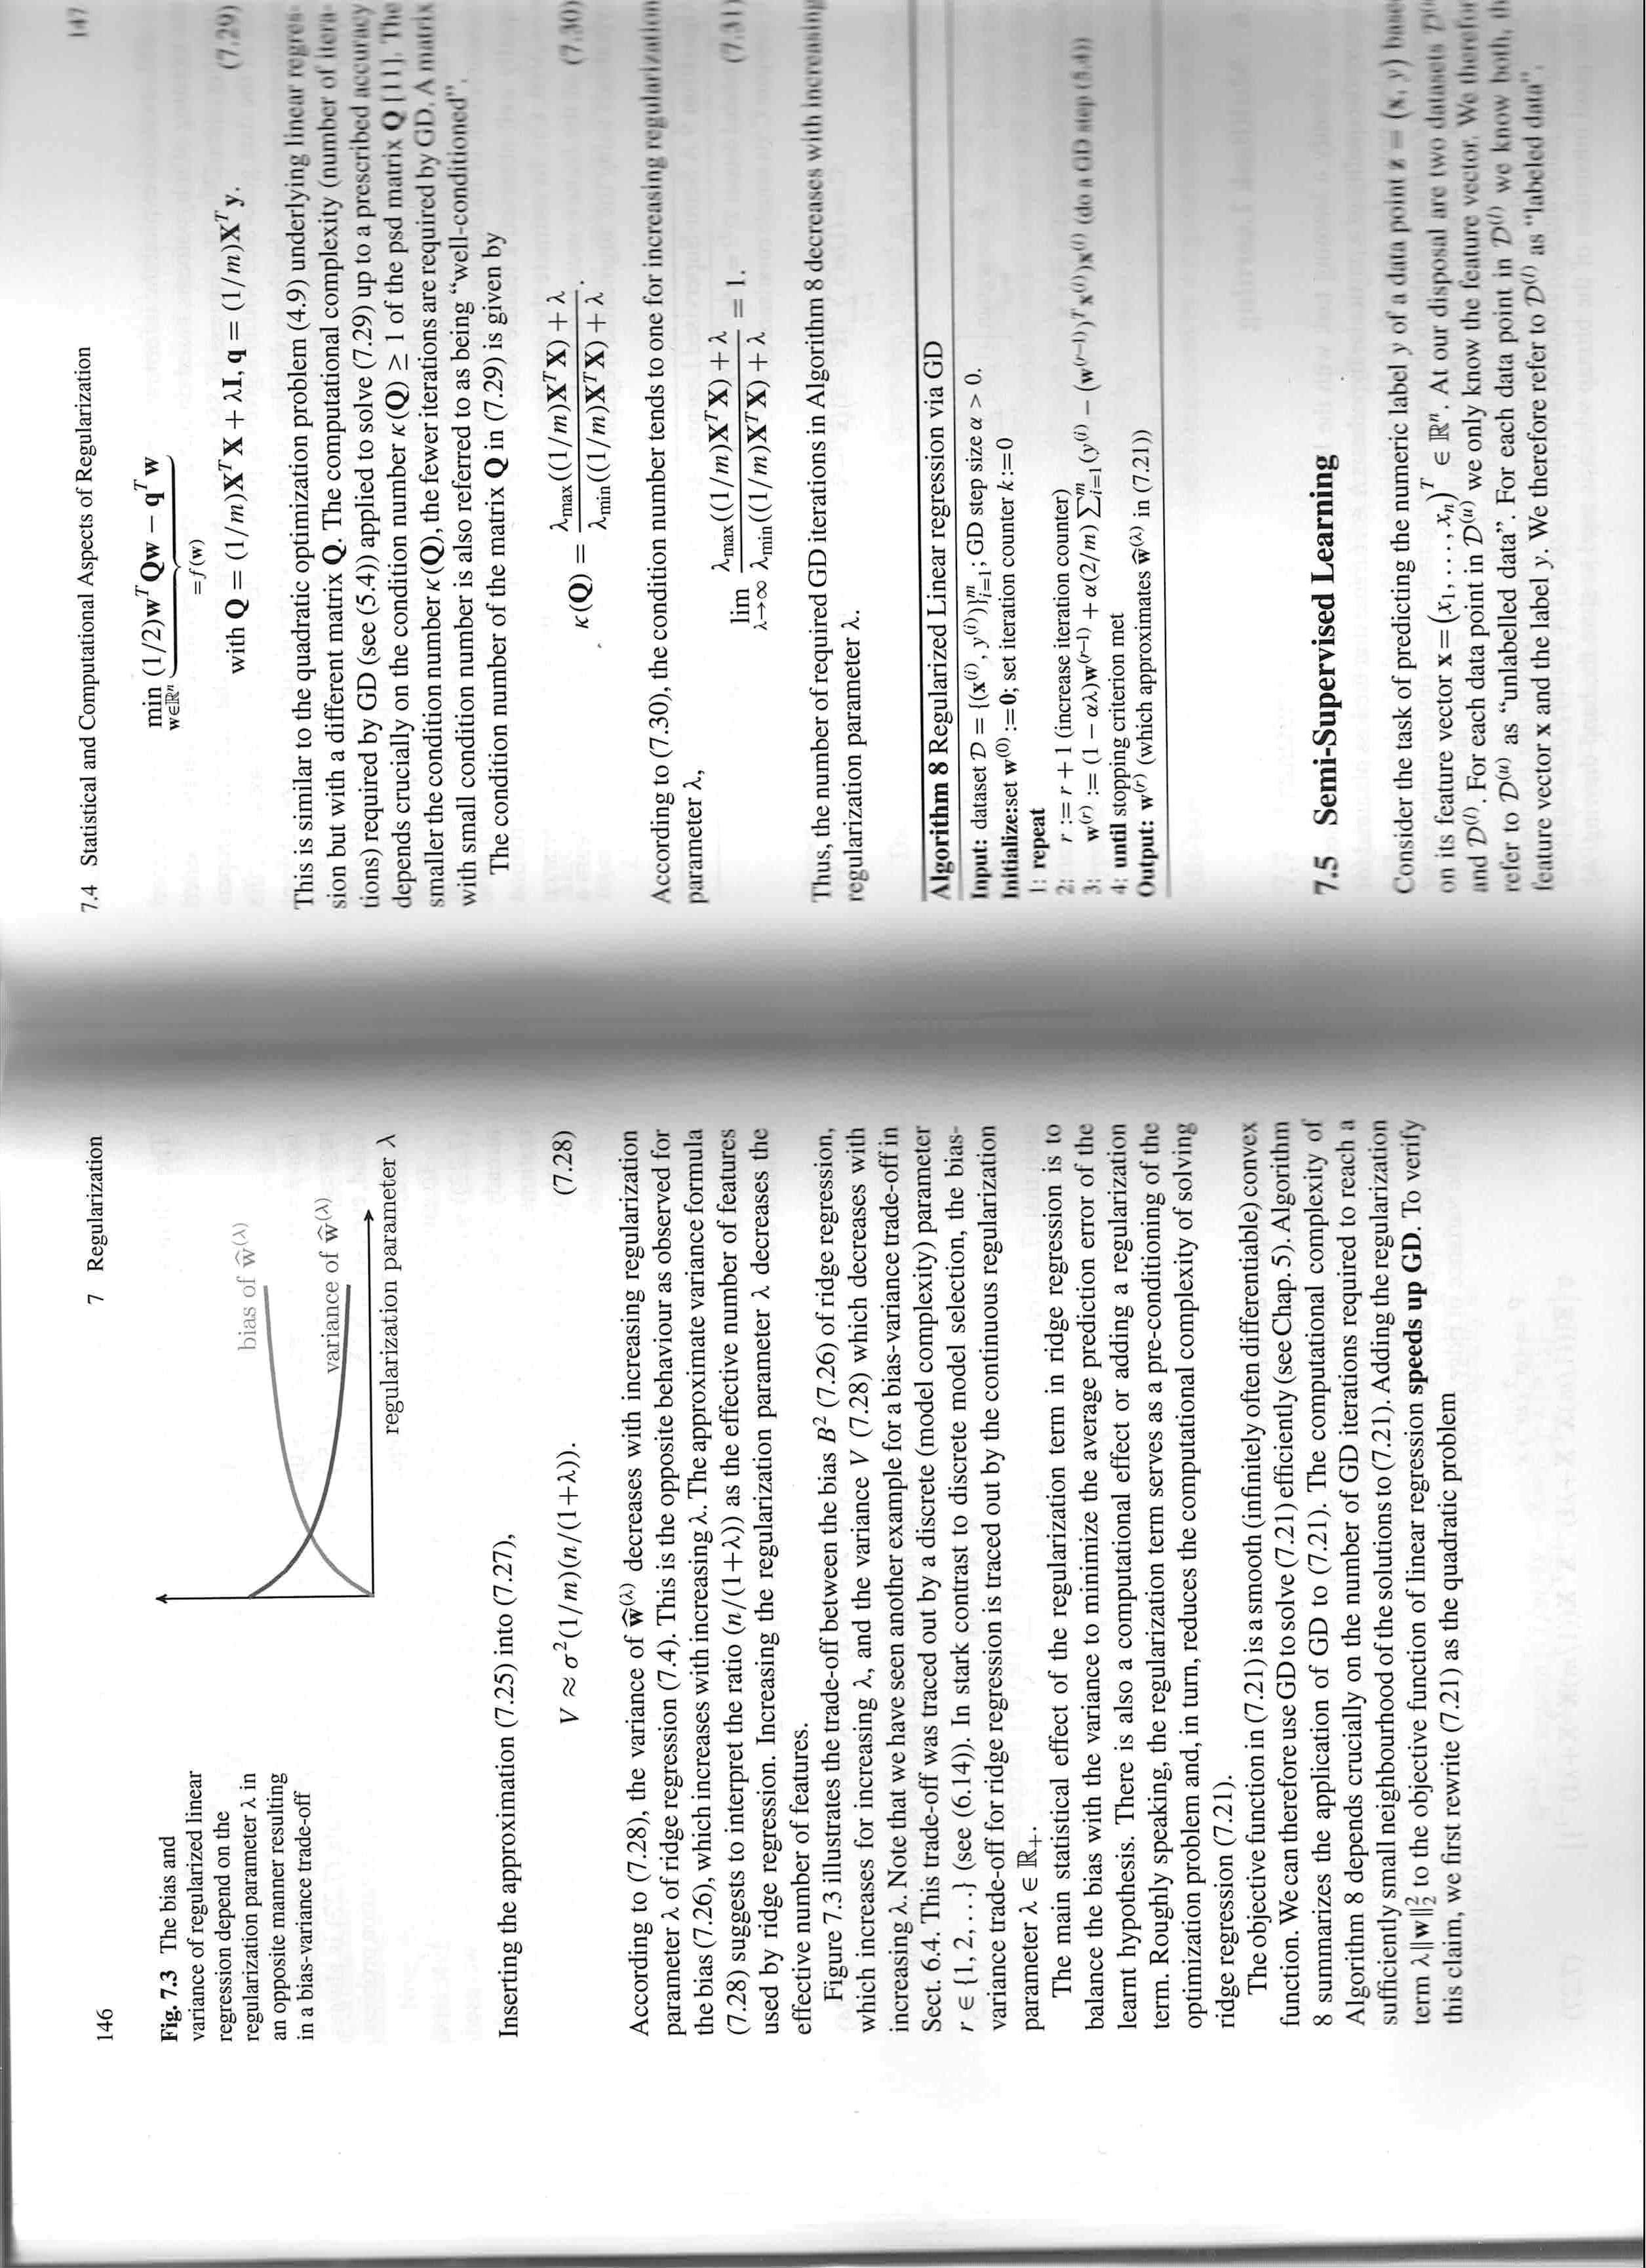 146
7 Regularization
Fig. 7.3 The bias and
variance of regularized linear
regression depend on the
regularization parameter λ in
an opposite manner resulting
in a bias-variance trade-off
bias of ŵ^(λ)
variance of ŵ^(λ)
regularization parameter λ
Inserting the approximation (7.25) into (7.27),
V ≈ σ²(1/m)(n/(1+λ)). (7.28)
According to (7.28), the variance of ŵ^(λ) decreases with increasing regularization
parameter λ of ridge regression (7.4). This is the opposite behaviour as observed for
the bias (7.26), which increases with increasing λ. The approximate variance formula
(7.28) suggests to interpret the ratio (n/(1+λ)) as the effective number of features
used by ridge regression. Increasing the regularization parameter λ decreases the
effective number of features.
Figure 7.3 illustrates the trade-off between the bias B² (7.26) of ridge regression,
which increases for increasing λ, and the variance V (7.28) which decreases with
increasing λ. Note that we have seen another example for a bias-variance trade-off in
Sect. 6.4. This trade-off was traced out by a discrete (model complexity) parameter
r ∈ {1, 2, . . .} (see (6.14)). In stark contrast to discrete model selection, the bias-
variance trade-off for ridge regression is traced out by the continuous regularization
parameter λ ∈ ℝ₊.
The main statistical effect of the regularization term in ridge regression is to
balance the bias with the variance to minimize the average prediction error of the
learnt hypothesis. There is also a computational effect or adding a regularization
term. Roughly speaking, the regularization term serves as a pre-conditioning of the
optimization problem and, in turn, reduces the computational complexity of solving
ridge regression (7.21).
The objective function in (7.21) is a smooth (infinitely often differentiable) convex
function. We can therefore use GD to solve (7.21) efficiently (see Chap. 5). Algorithm
8 summarizes the application of GD to (7.21). The computational complexity of
Algorithm 8 depends crucially on the number of GD iterations required to reach a
sufficiently small neighbourhood of the solutions to (7.21). Adding the regularization
term λ‖w‖₂² to the objective function of linear regression speeds up GD. To verify
this claim, we first rewrite (7.21) as the quadratic problem
7.4 Statistical and Computational Aspects of Regularization
147
min_{w∈ℝⁿ} (1/2)w^T Qw − q^T w
=f(w)
with Q = (1/m)X^T X + λI, q = (1/m)X^T y. (7.29)
This is similar to the quadratic optimization problem (4.9) underlying linear regres-
sion but with a different matrix Q. The computational complexity (number of itera-
tions) required by GD (see (5.4)) applied to solve (7.29) up to a prescribed accuracy
depends crucially on the condition number κ(Q) ≥ 1 of the psd matrix Q [11]. The
smaller the condition number κ(Q), the fewer iterations are required by GD. A matrix
with small condition number is also referred to as being “well-conditioned”.
The condition number of the matrix Q in (7.29) is given by
κ(Q) = (λ_max((1/m)X^T X) + λ) / (λ_min((1/m)X^T X) + λ). (7.30)
According to (7.30), the condition number tends to one for increasing regularization
parameter λ,
lim_{λ→∞} (λ_max((1/m)X^T X) + λ) / (λ_min((1/m)X^T X) + λ) = 1. (7.31)
Thus, the number of required GD iterations in Algorithm 8 decreases with increasing
regularization parameter λ.
Algorithm 8 Regularized Linear regression via GD
Input: dataset D = {(x^(i), y^(i))}_{i=1}^m; GD step size α > 0.
Initialize:set w^(0):=0; set iteration counter k:=0
1: repeat
2: r := r + 1 (increase iteration counter)
3: w^(r) := (1 − αλ)w^(r−1) + α(2/m) ∑_{i=1}^m (y^(i) − (w^(r−1))^T x^(i))x^(i) (do a GD step (5.4))
4: until stopping criterion met
Output: w^(r) (which approximates ŵ^(λ) in (7.21))
7.5 Semi-Supervised Learning
Consider the task of predicting the numeric label y of a data point z = (x, y) base
on its feature vector x = (x₁, . . . , xₙ)^T ∈ ℝⁿ. At our disposal are two datasets D^(u
and D^(l). For each data point in D^(u) we only know the feature vector. We therefor
refer to D^(u) as “unlabelled data”. For each data point in D^(l) we know both, th
feature vector x and the label y. We therefore refer to D^(l) as “labeled data”.